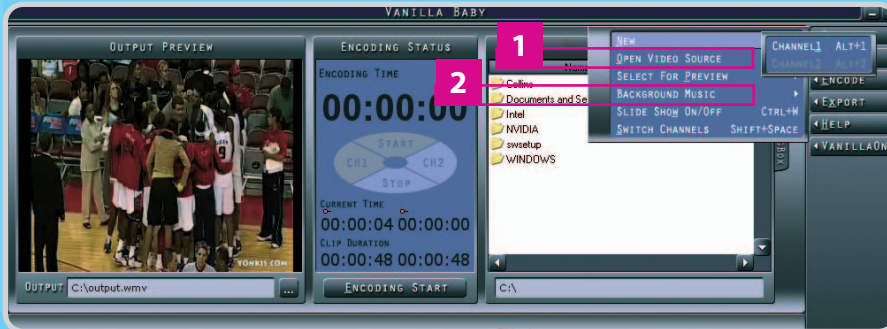 VANILLA BABY
OUTPUT PREVIEW
YONKIS.COM
OUTPUT C:\output.wmv ...
ENCODING STATUS
ENCODING TIME
00:00:00
START
CH1 CH2
STOP
CURRENT TIME
00:00:04 00:00:00
CLIP DURATION
00:00:48 00:00:48
ENCODING START
1
2
Name
Collins
Documents and Se
Intel
NVIDIA
swsetup
WINDOWS
C:\
NEW
OPEN VIDEO SOURCE
SELECT FOR PREVIEW
BACKGROUND MUSIC
SLIDE SHOW ON/OFF CTRL+W
SWITCH CHANNELS SHIFT+SPACE
CHANNEL1 ALT+1
CHANNEL2 ALT+2
ENCODE
EXPORT
HELP
VANILLAON